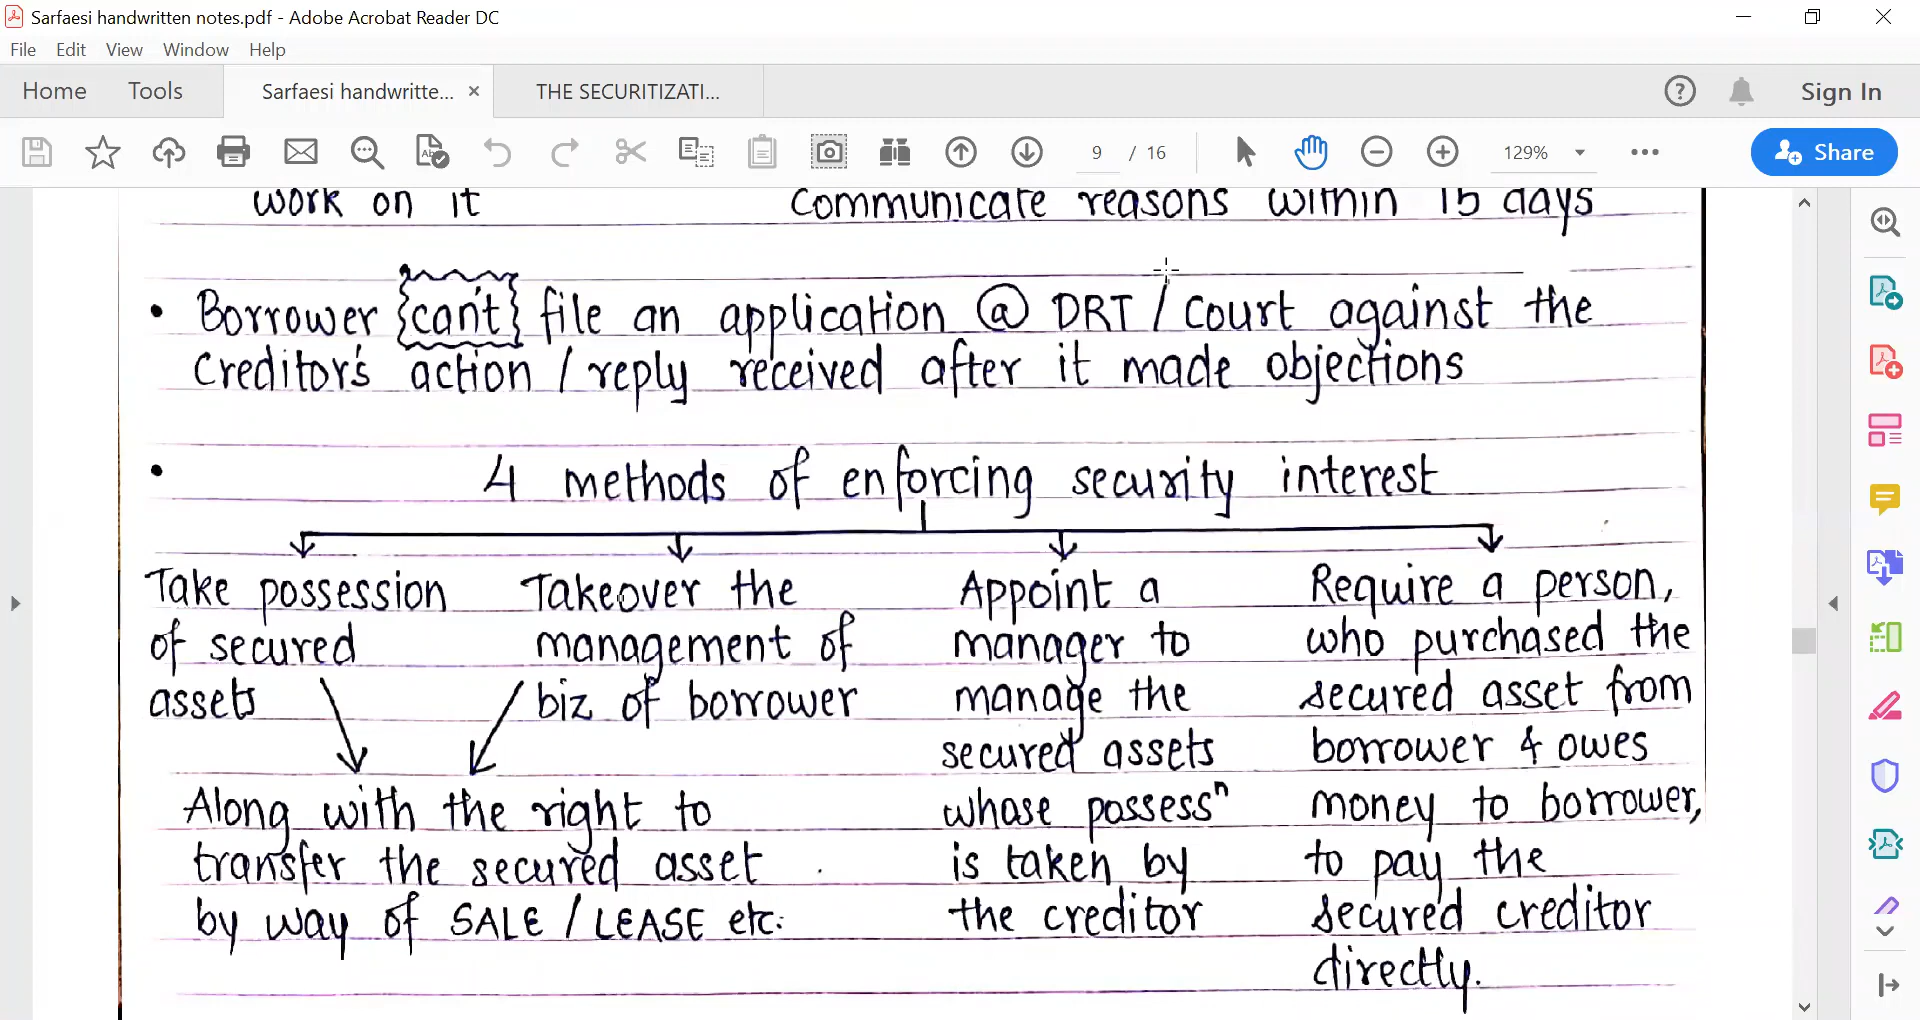 Sarfaesi handwritten notes.pdf - Adobe Acrobat Reader DC
File Edit View Window Help
Home Tools Sarfaesi handwritte... × THE SECURITIZATI... Sign In
9 / 16 129% Share
work on it communicate reasons within 15 days
• Borrower {can't} file an application @ DRT / court against the
creditor's action / reply received after it made objections
• 4 methods of enforcing security interest
Take possession
of secured
assets
Takeover the
management of
biz of borrower
Along with the right to
transfer the secured asset
by way of SALE / LEASE etc.
Appoint a
manager to
manage the
secured assets
whose possessⁿ
is taken by
the creditor
Require a person,
who purchased the
secured asset from
borrower & owes
money to borrower,
to pay the
secured creditor
directly.